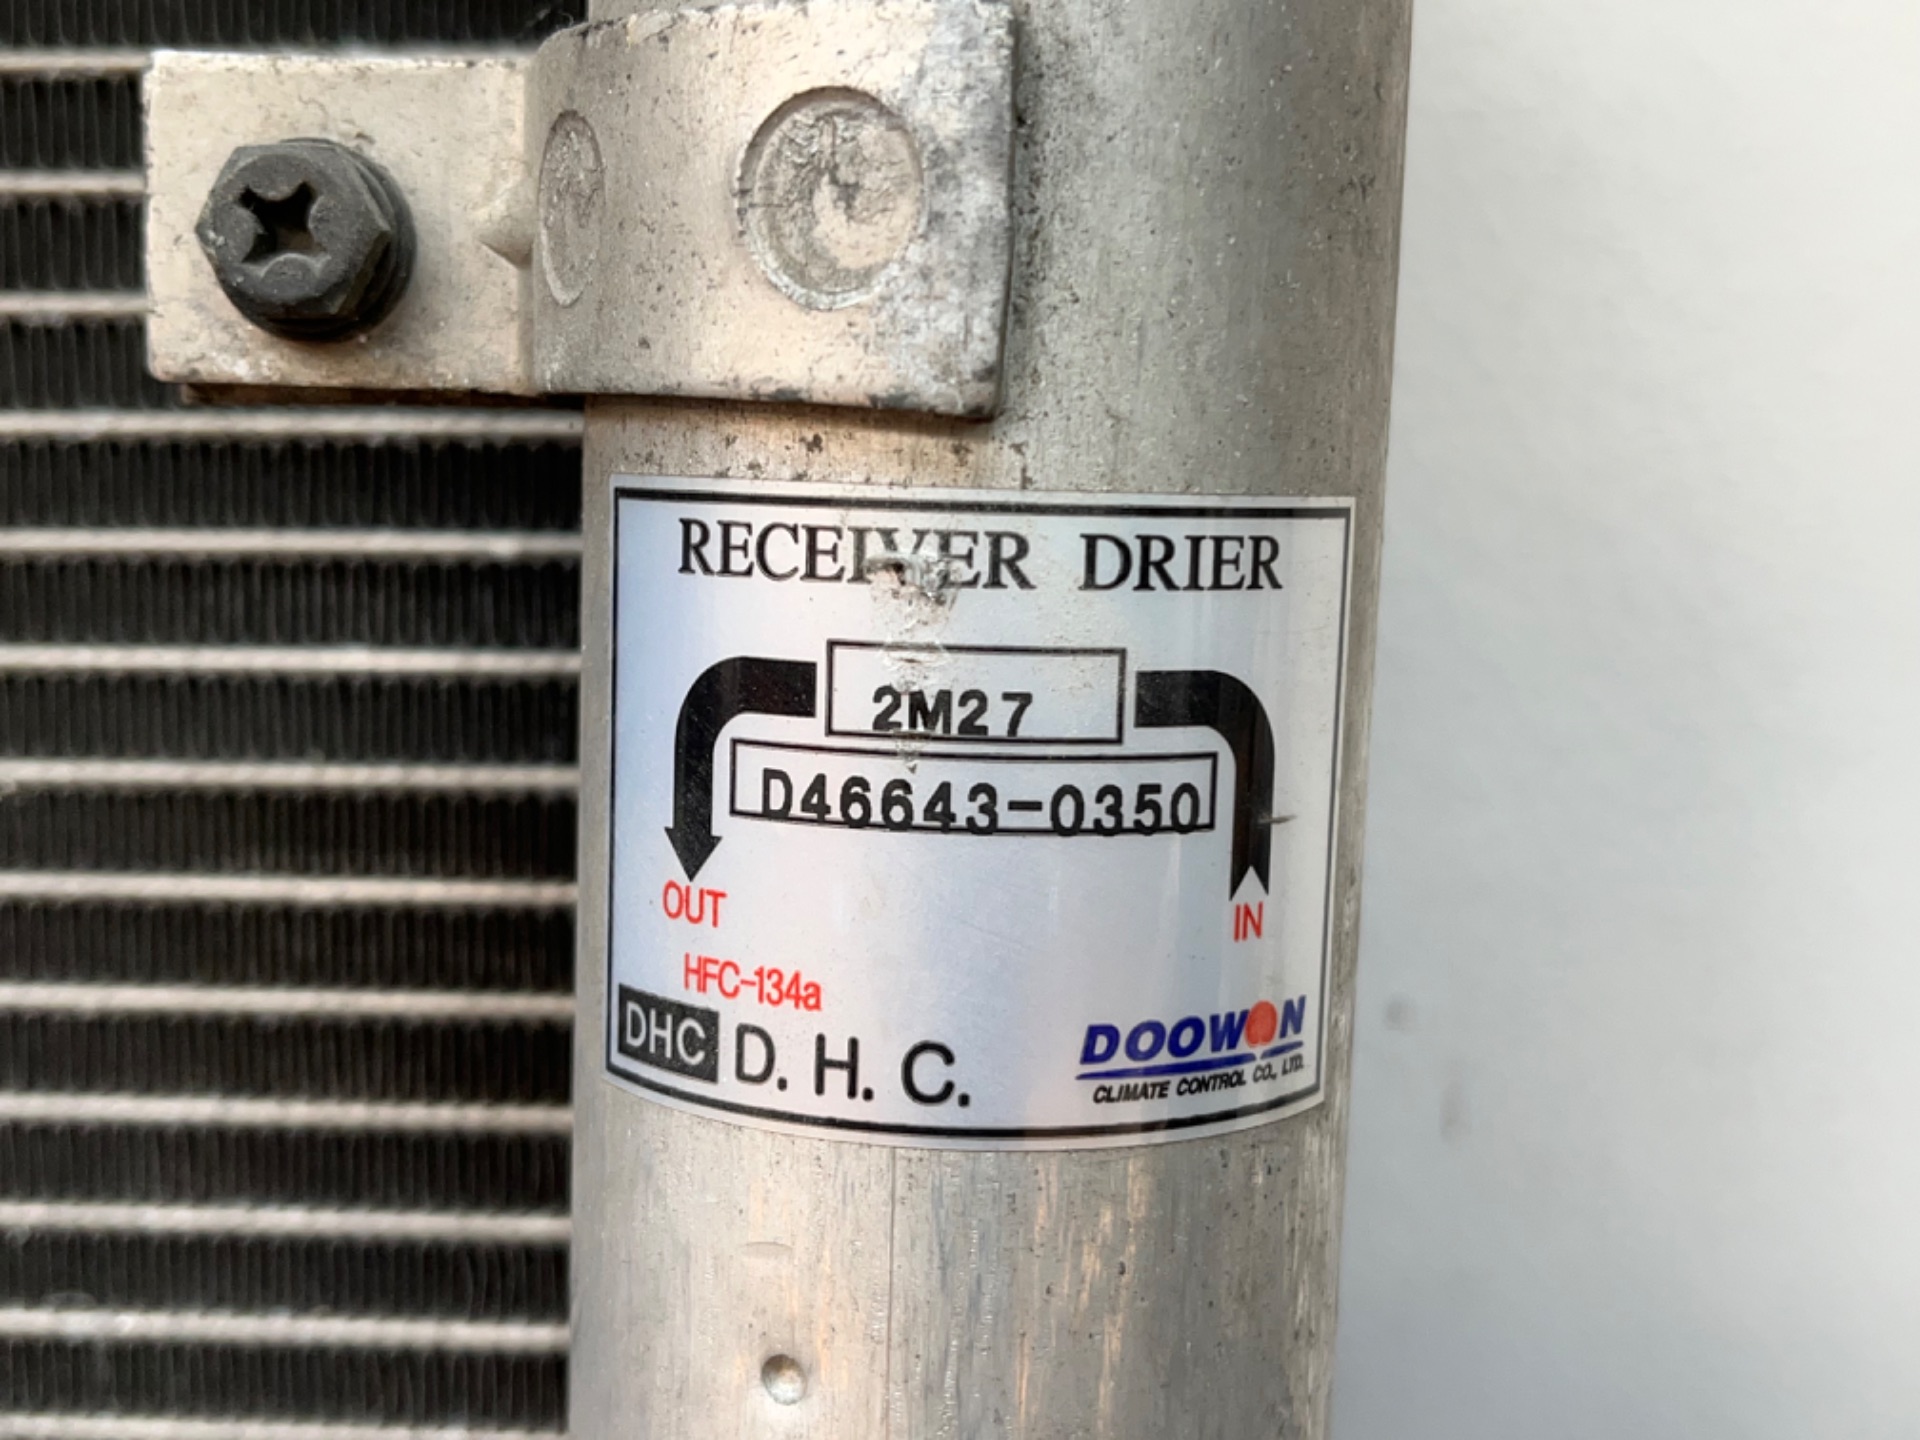 RECEIVER DRIER
2M27
D46643-0350
OUT
IN
HFC-134a
DHC D. H. C.
DOOWON
CLIMATE CONTROL CO., LTD.